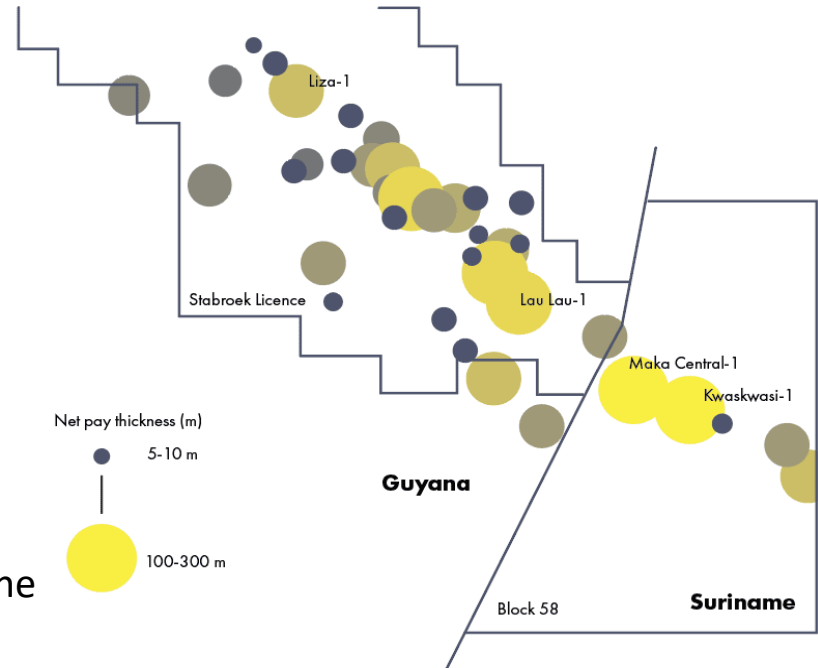 Liza-1
Stabroek Licence
Lau Lau-1
Maka Central-1
Kwaskwasi-1
Net pay thickness (m)
5-10 m
100-300 m
Guyana
Block 58
Suriname